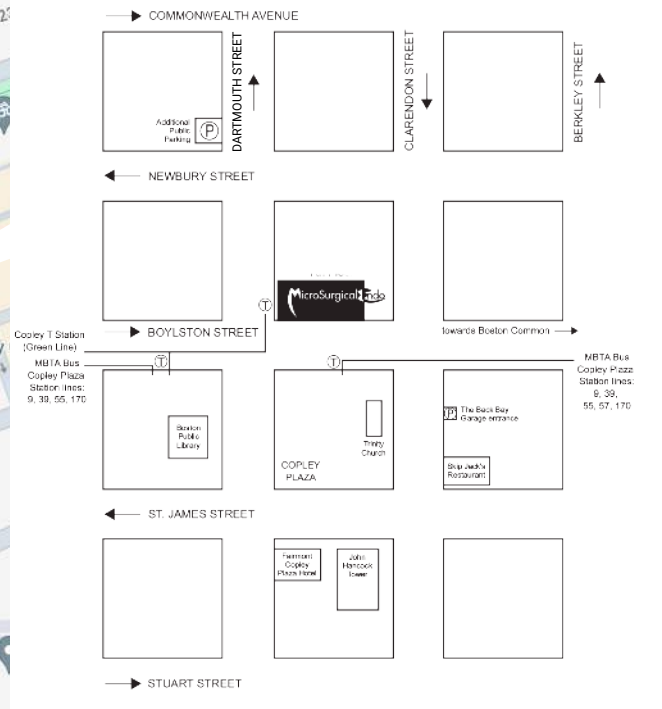 COMMONWEALTH AVENUE
DARTMOUTH STREET
CLARENDON STREET
BERKLEY STREET
Additional
Public
Parking
P
NEWBURY STREET
MicroSurgical Endo
T
BOYLSTON STREET
towards Boston Common
Copley T Station
(Green Line)
MBTA Bus
Copley Plaza
Station lines:
9, 39, 55, 170
T
T
MBTA Bus
Copley Plaza
Station lines:
9, 39,
55, 57, 170
Boston
Public
Library
COPLEY
PLAZA
Trinity
Church
P
The Back Bay
Garage entrance
Skip Jack's
Restaurant
ST. JAMES STREET
Fairmont
Copley
Plaza Hotel
John
Hancock
Tower
STUART STREET